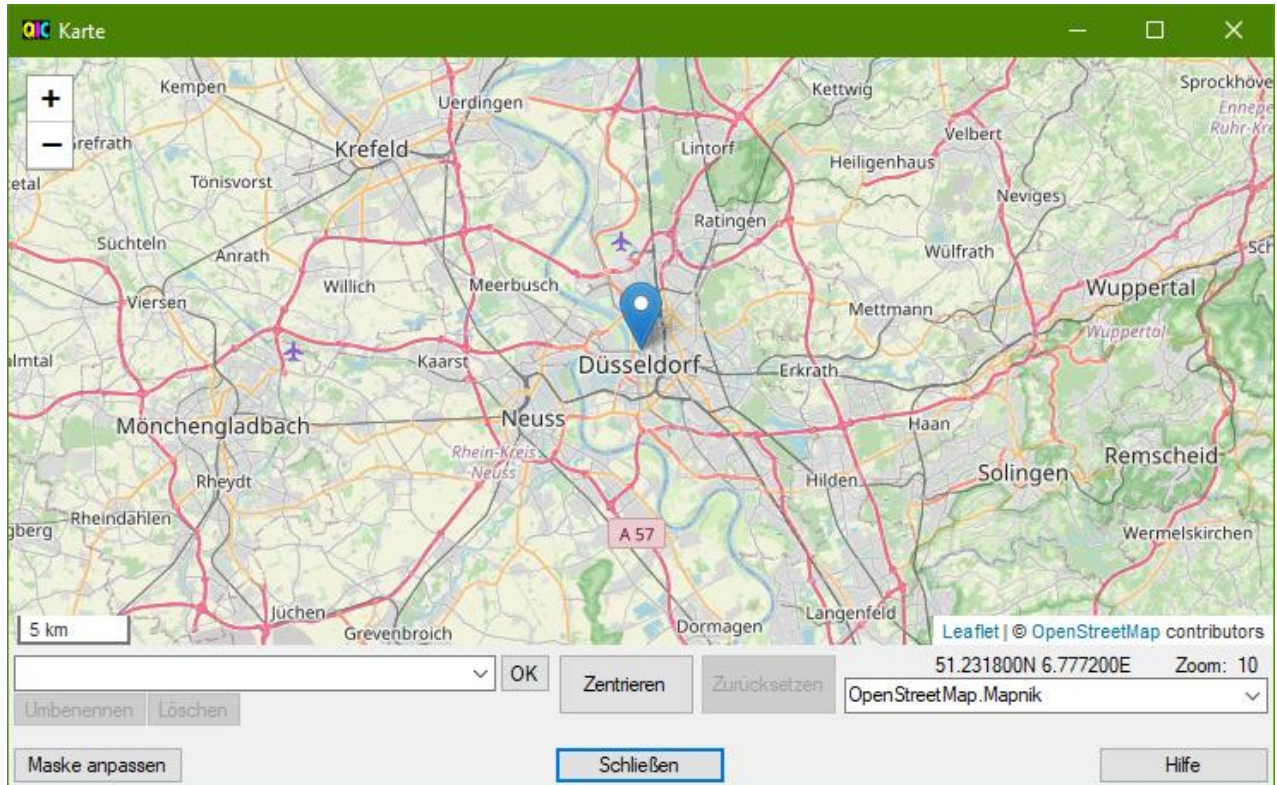 QIC Karte
+
−
Kempen
Uerdingen
Kettwig
Sprockhöve
Ennepe
Ruhr-Kre
Velbert
refrath
Krefeld
Lintorf
Heiligenhaus
etal
Tönisvorst
Neviges
Ratingen
Süchteln
Anrath
Wülfrath
Sch
Willich
Meerbusch
Wuppertal
Viersen
Mettmann
Wuppertal
almtal
Kaarst
Düsseldorf
Erkrath
Mönchengladbach
Neuss
Haan
Rhein-Kreis
Neuss
Remscheid
Rheydt
Hilden
Solingen
gberg
Rheindahlen
A 57
Wermelskirchen
Jüchen
Langenfeld
5 km
Grevenbroich
Dormagen
Leaflet | © OpenStreetMap contributors
OK
Zentrieren
Zurücksetzen
51.231800N 6.777200E
Zoom: 10
OpenStreetMap.Mapnik
Umbenennen
Löschen
Maske anpassen
Schließen
Hilfe